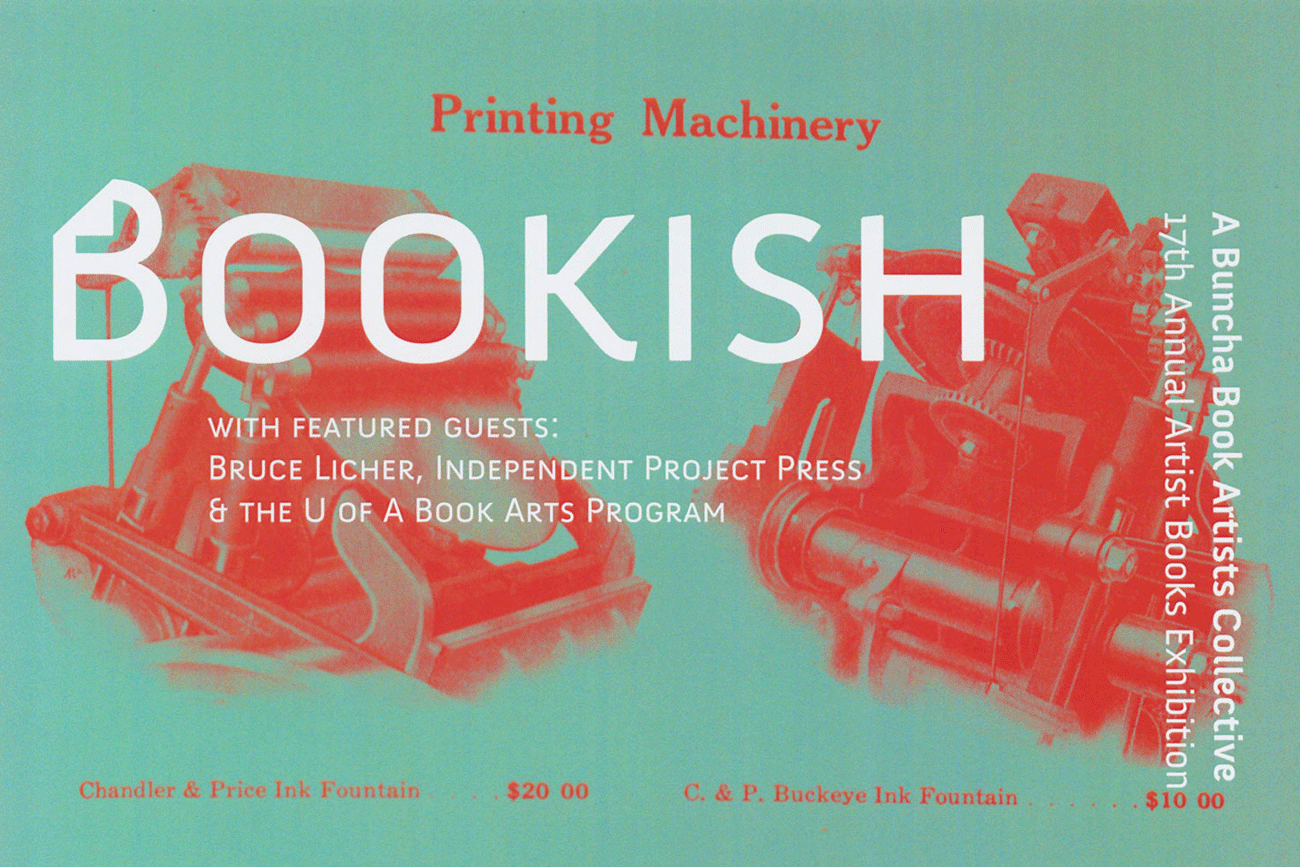 Printing Machinery
BOOKISH
WITH FEATURED GUESTS:
BRUCE LICHER, INDEPENDENT PROJECT PRESS
& THE U OF A BOOK ARTS PROGRAM
A Buncha Book Artists Collective
17th Annual Artist Books Exhibition
Chandler & Price Ink Fountain . . $20 00
C. & P. Buckeye Ink Fountain . . . . . . $10 00